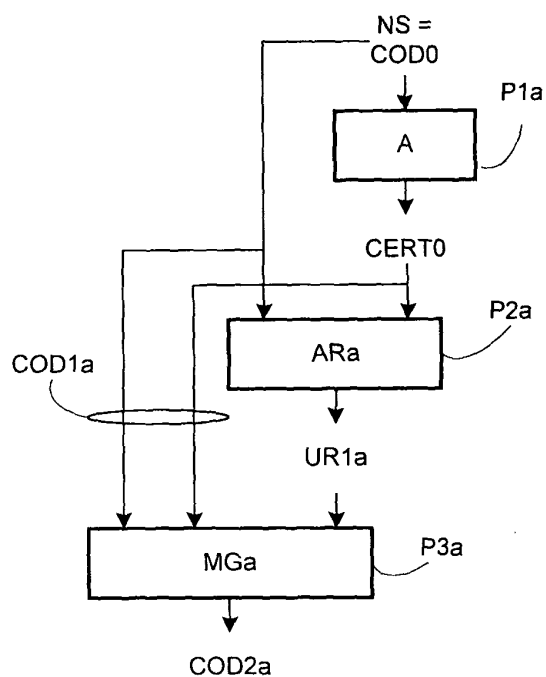 NS =
COD0
P1a
A
CERT0
P2a
ARa
COD1a
UR1a
P3a
MGa
COD2a